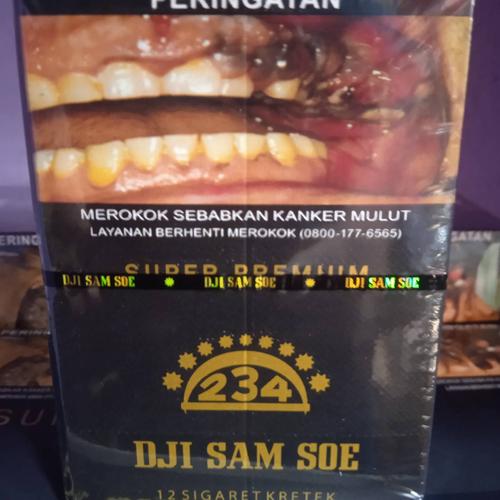 PERINGATAN
MEROKOK SEBABKAN KANKER MULUT
LAYANAN BERHENTI MEROKOK (0800-177-6565)
SUPER PREMIUM
DJI SAM SOE DJI SAM SOE DJI SAM SOE
234
DJI SAM SOE
12 SIGARET KRETEK